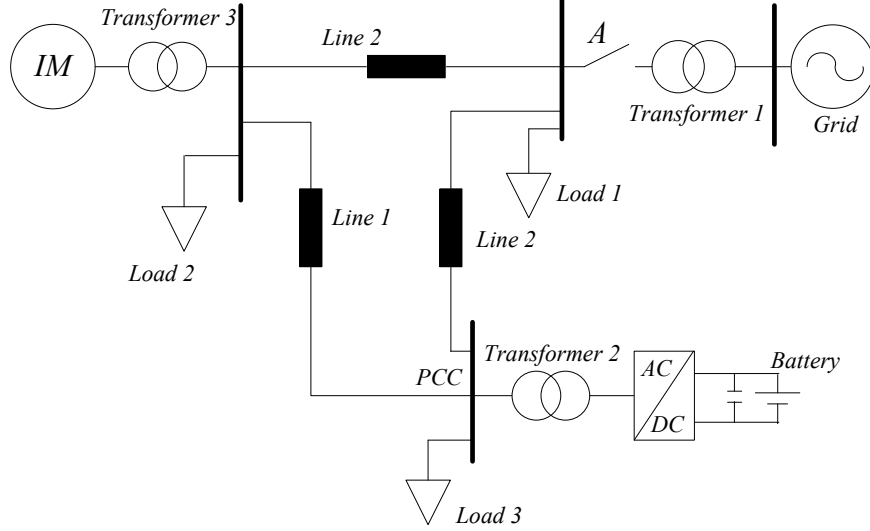 Transformer 3
IM
Line 2
A
Transformer 1
Grid
Load 1
Line 1
Line 2
Load 2
Transformer 2
PCC
AC
DC
Battery
Load 3